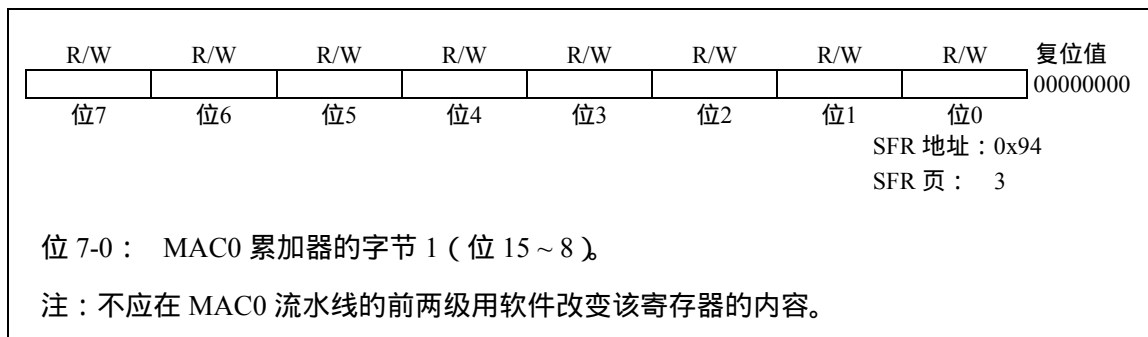 R/W R/W R/W R/W R/W R/W R/W R/W 复位值
00000000
位7 位6 位5 位4 位3 位2 位1 位0
SFR 地址：0x94
SFR 页： 3
位 7-0： MAC0 累加器的字节 1（位 15 ~ 8）。
注：不应在 MAC0 流水线的前两级用软件改变该寄存器的内容。